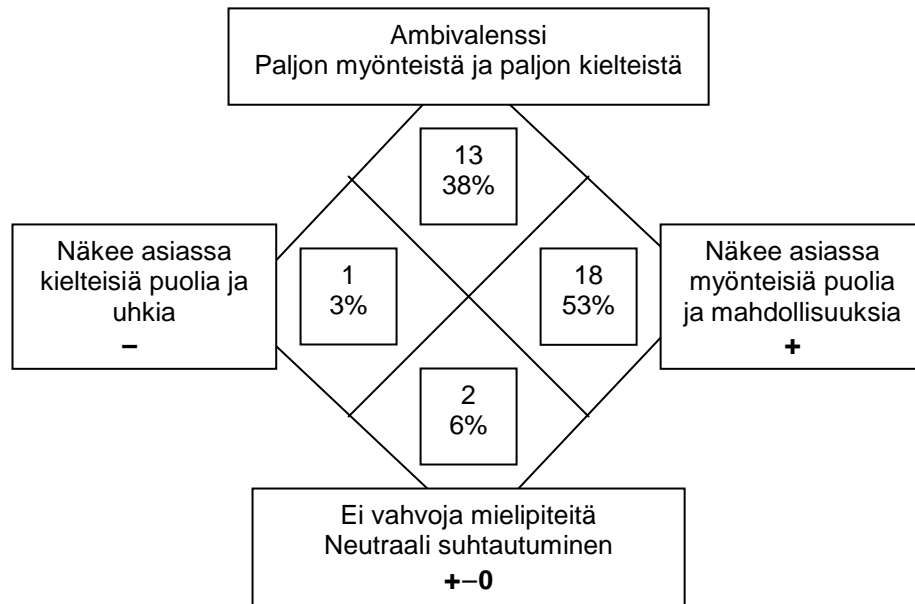 Ambivalenssi
Paljon myönteistä ja paljon kielteistä
13
38%
Näkee asiassa
kielteisiä puolia ja
uhkia
–
1
3%
18
53%
Näkee asiassa
myönteisiä puolia
ja mahdollisuuksia
+
2
6%
Ei vahvoja mielipiteitä
Neutraali suhtautuminen
+–0